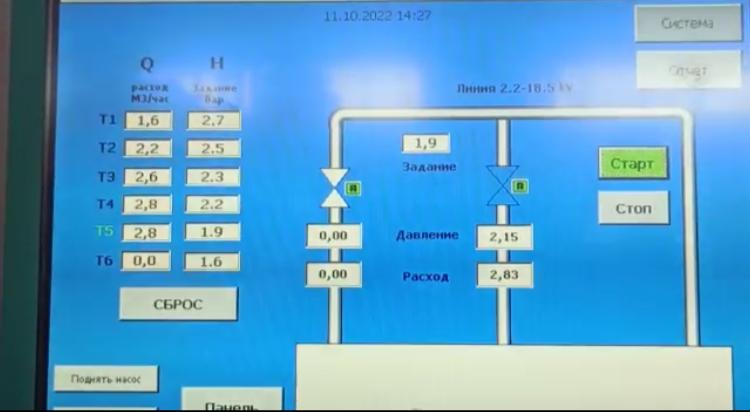 11.10.2022 14:27
Система
Отчет
Q H
расход Задание
М3/час Бар
Линия 2.2-18.5 kV
T1 1,6 2.7
T2 2,2 2.5
T3 2,6 2.3
T4 2,8 2.2
T5 2,8 1.9
T6 0,0 1.6
СБРОС
1,9
Задание
Старт
Стоп
0,00 Давление 2,15
0,00 Расход 2,83
Поднять насос
Панель